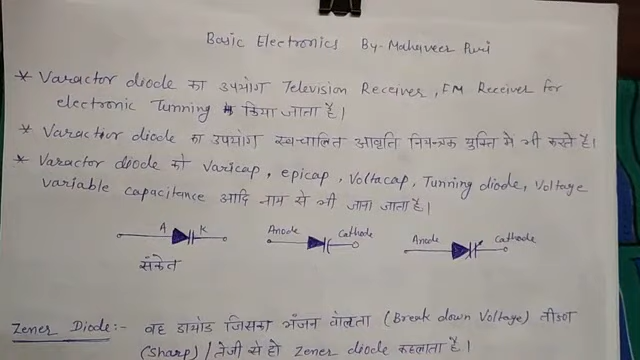 Basic Electronics By- Mahaveer Puri
* Varactor diode का उपयोग Television Receiver, FM Receiver for
electronic Tunning में किया जाता है।
* Varactor diode का उपयोग स्व-चालित आवृति नियन्त्रक युक्ति में भी करते है।
* Varactor diode को Varicap, epicap, Voltacap, Tunning diode, Voltage
variable capacitance आदि नाम से भी जाना जाता है।
A K Anode Cathode Anode Cathode
संकेत
Zener Diode:- वह डायोड जिसका भंजन वोल्टता (Break down Voltage) तीक्ष्ण
(Sharp) / तेजी से हो Zener diode कहलाता है।